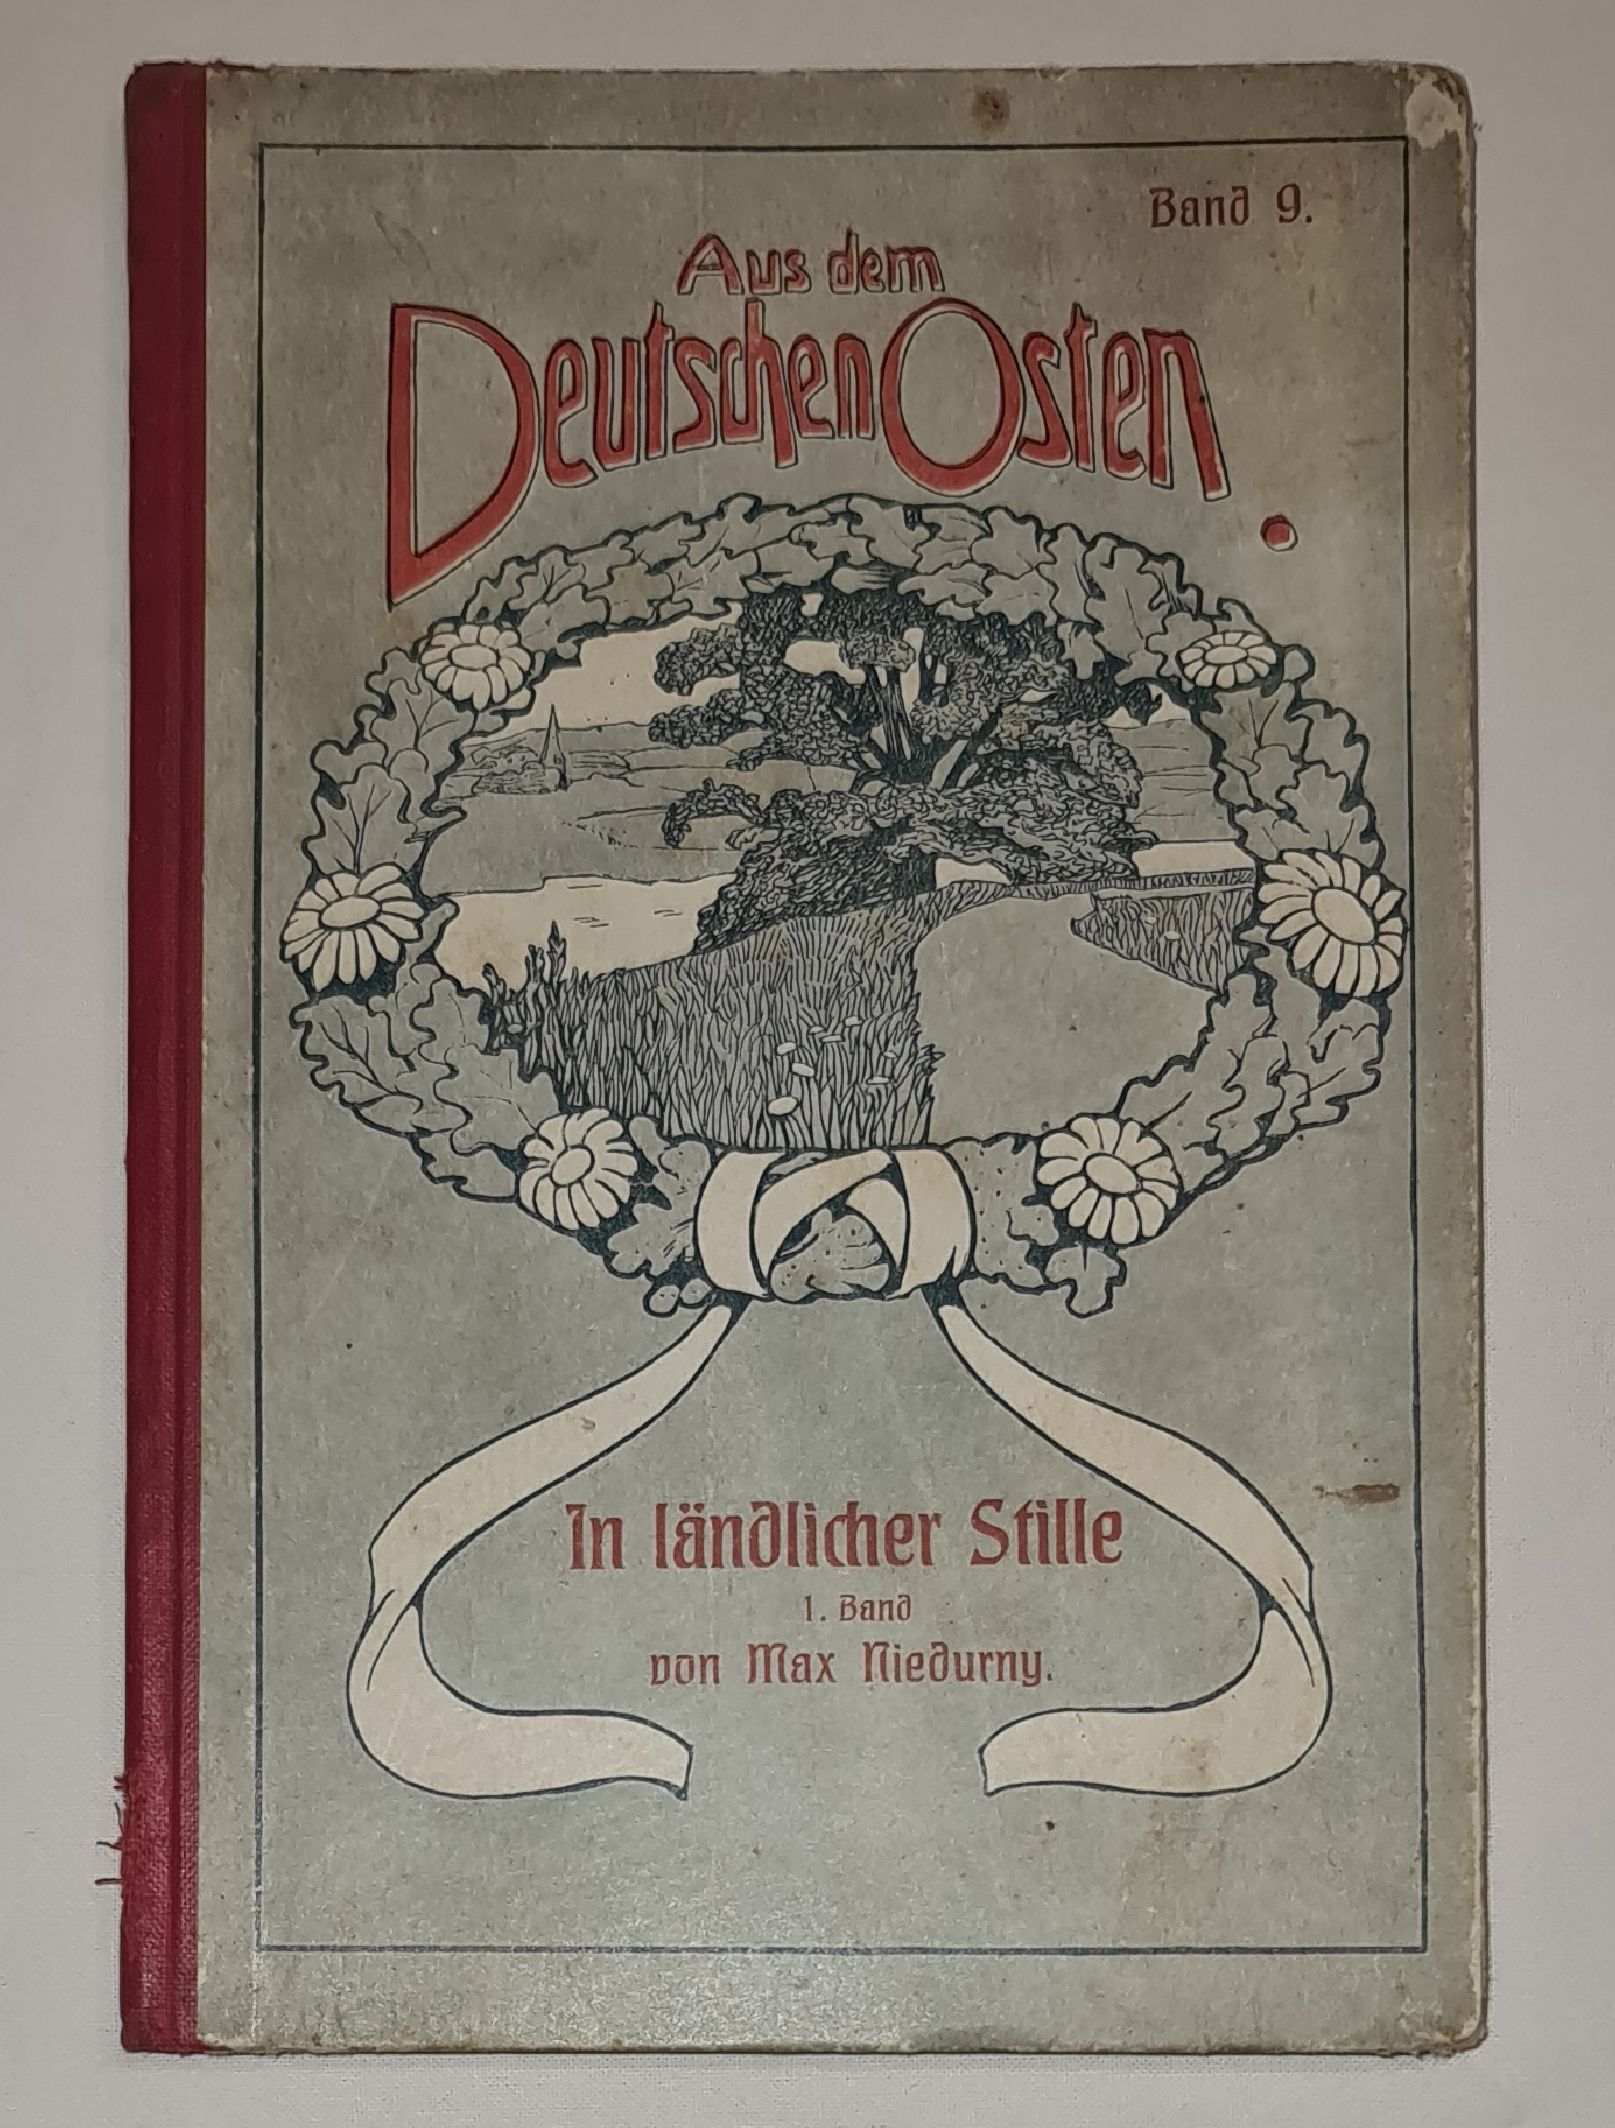 Band 9.
Aus dem
Deutschen Osten.
In ländlicher Stille
1. Band
von Max Niedurny.